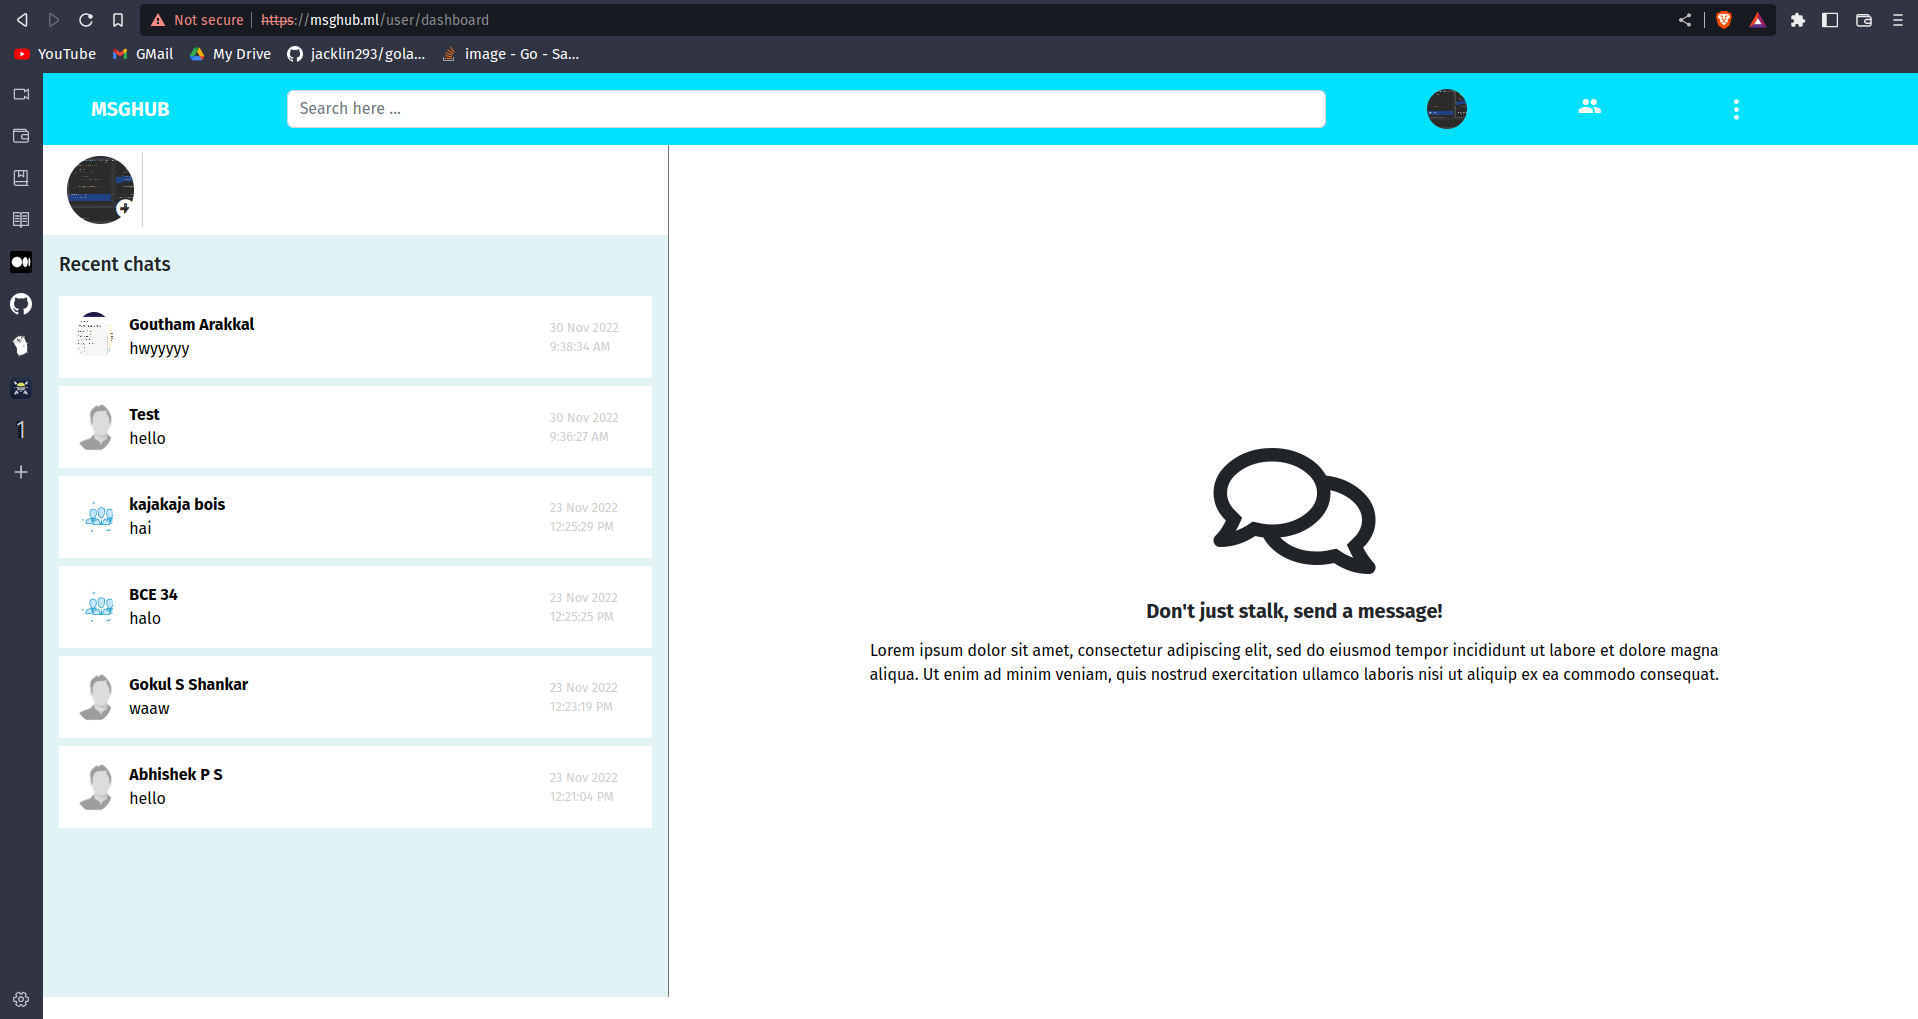 Not secure https://msghub.ml/user/dashboard
YouTube GMail My Drive jacklin293/gola... image - Go - Sa...
MSGHUB Search here ...
Recent chats
Goutham Arakkal
hwyyyyy
30 Nov 2022
9:38:34 AM
Test
hello
30 Nov 2022
9:36:27 AM
kajakaja bois
hai
23 Nov 2022
12:25:29 PM
BCE 34
halo
23 Nov 2022
12:25:25 PM
Gokul S Shankar
waaw
23 Nov 2022
12:23:19 PM
Abhishek P S
hello
23 Nov 2022
12:21:04 PM
1
Don't just stalk, send a message!
Lorem ipsum dolor sit amet, consectetur adipiscing elit, sed do eiusmod tempor incididunt ut labore et dolore magna
aliqua. Ut enim ad minim veniam, quis nostrud exercitation ullamco laboris nisi ut aliquip ex ea commodo consequat.